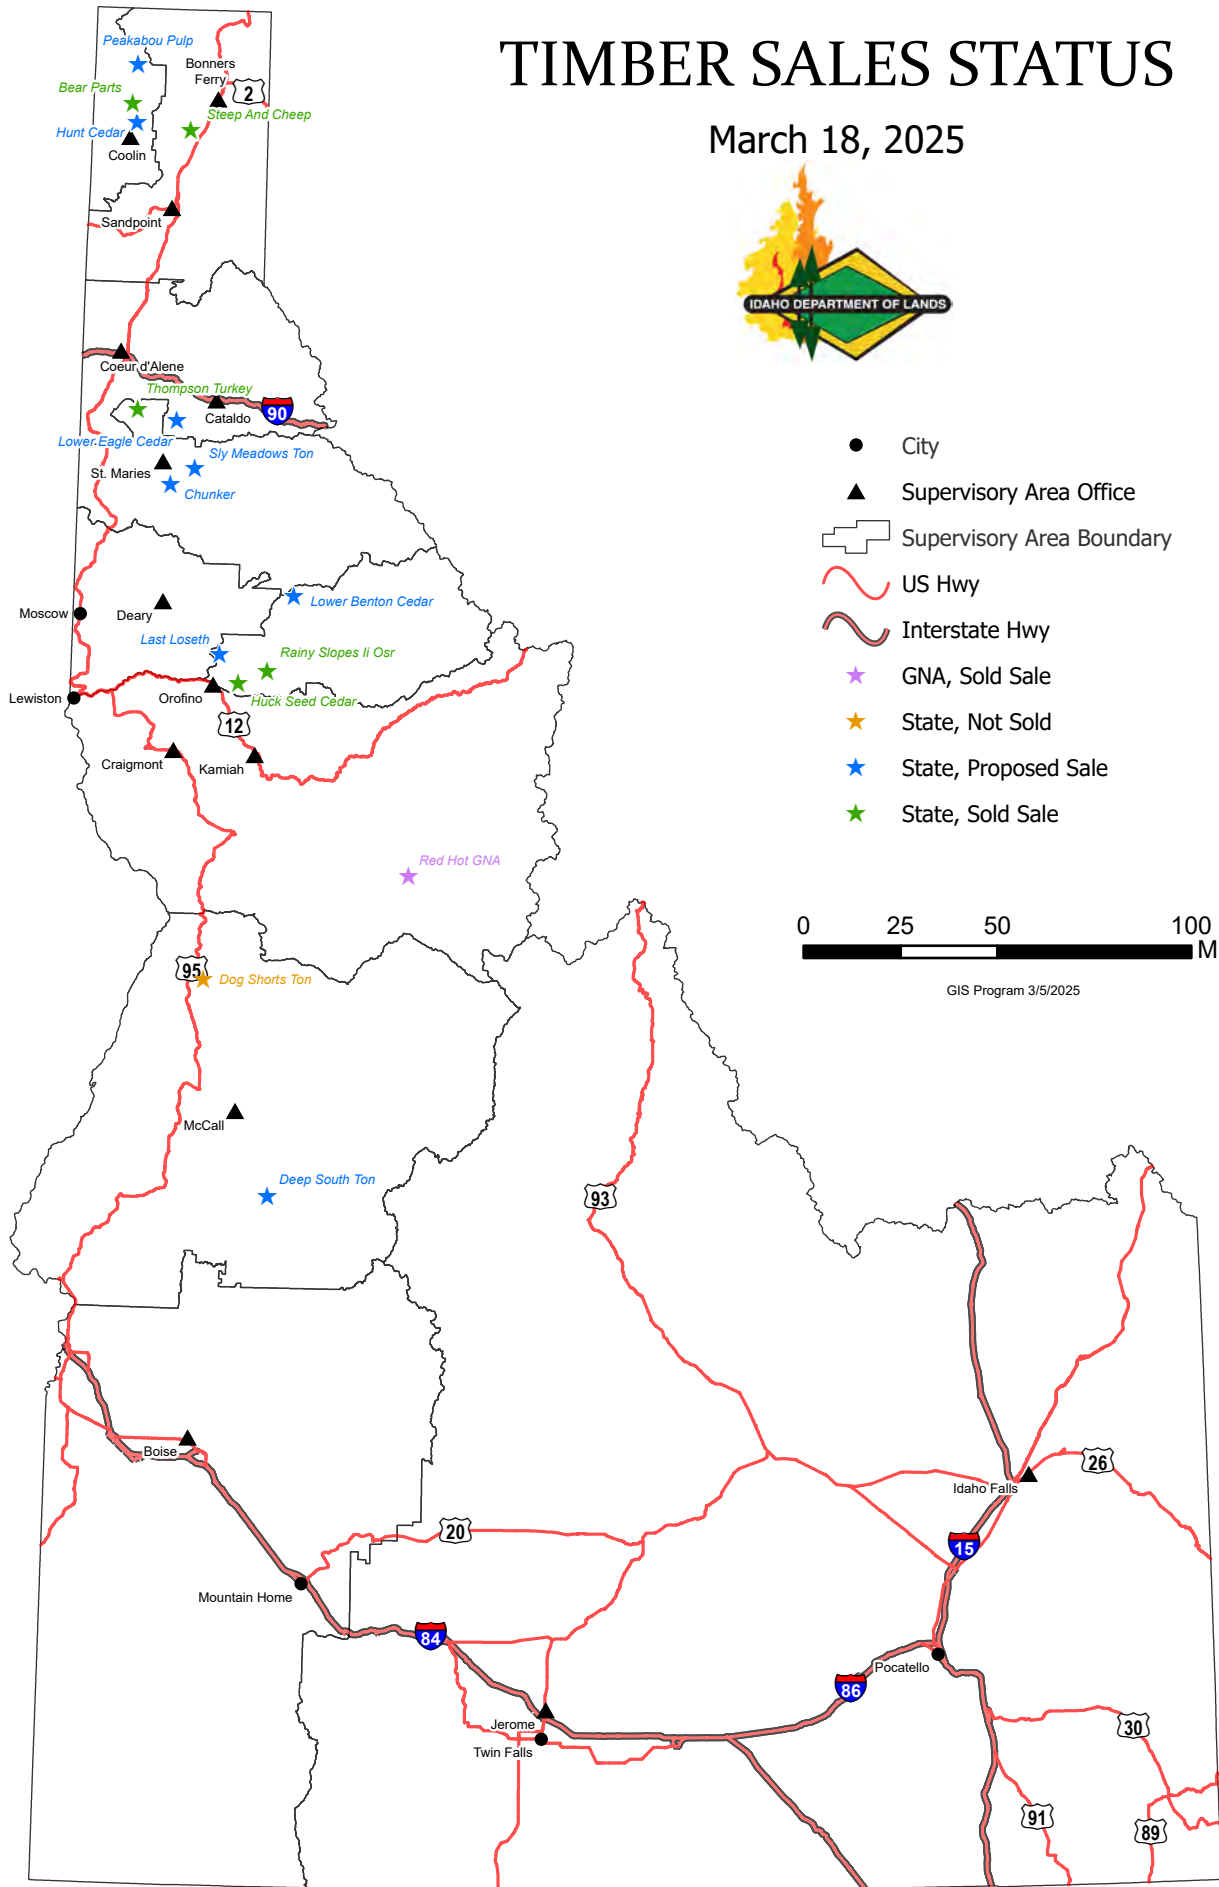 TIMBER SALES STATUS
March 18, 2025
IDAHO DEPARTMENT OF LANDS
Peakabou Pulp
Bonners
Ferry
2
Bear Parts
Steep And Cheep
Hunt Cedar
Coolin
Sandpoint
Coeur d'Alene
Thompson Turkey
90
Cataldo
Lower Eagle Cedar
Sly Meadows Ton
St. Maries
Chunker
Lower Benton Cedar
Moscow
Deary
Last Loseth
Rainy Slopes Ii Osr
Lewiston
Orofino
Huck Seed Cedar
12
Craigmont
Kamiah
Red Hot GNA
95
Dog Shorts Ton
McCall
Deep South Ton
93
Boise
Idaho Falls
26
20
15
Mountain Home
84
Pocatello
86
Jerome
Twin Falls
30
91
89
City
Supervisory Area Office
Supervisory Area Boundary
US Hwy
Interstate Hwy
GNA, Sold Sale
State, Not Sold
State, Proposed Sale
State, Sold Sale
0 25 50 100
M
GIS Program 3/5/2025